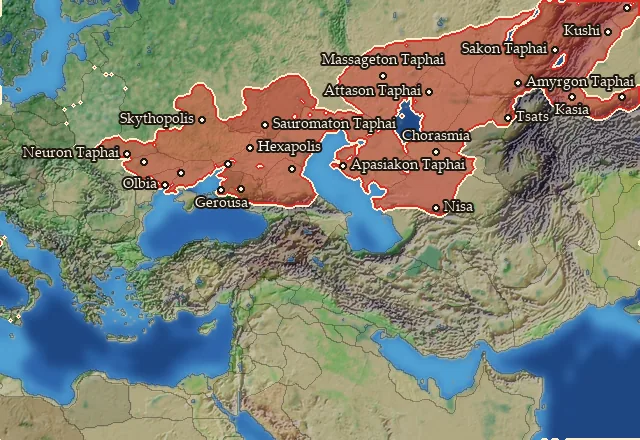 Kushi
Sakon Taphai
Massageton Taphai
Amyrgon Taphai
Attason Taphai
Kasia
Tsats
Skythopolis
Sauromaton Taphai
Chorasmia
Hexapolis
Neuron Taphai
Apasiakon Taphai
Olbia
Gerousa
Nisa